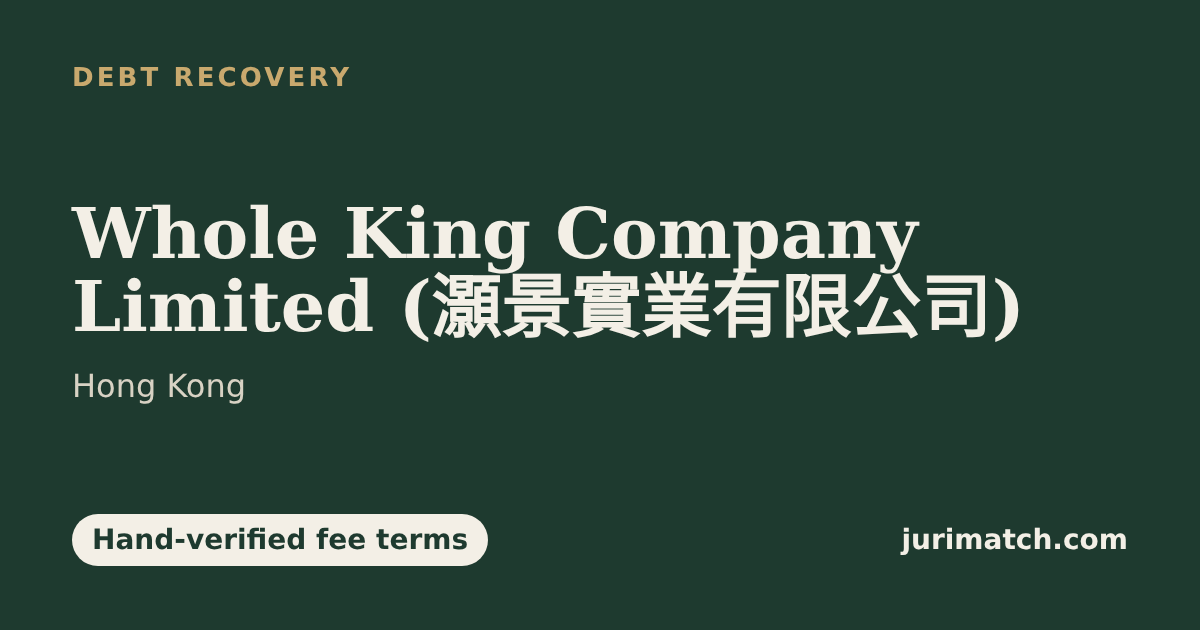 DEBT RECOVERY
Whole King Company
Limited (灝景實業有限公司)
Hong Kong
Hand-verified fee terms
jurimatch.com